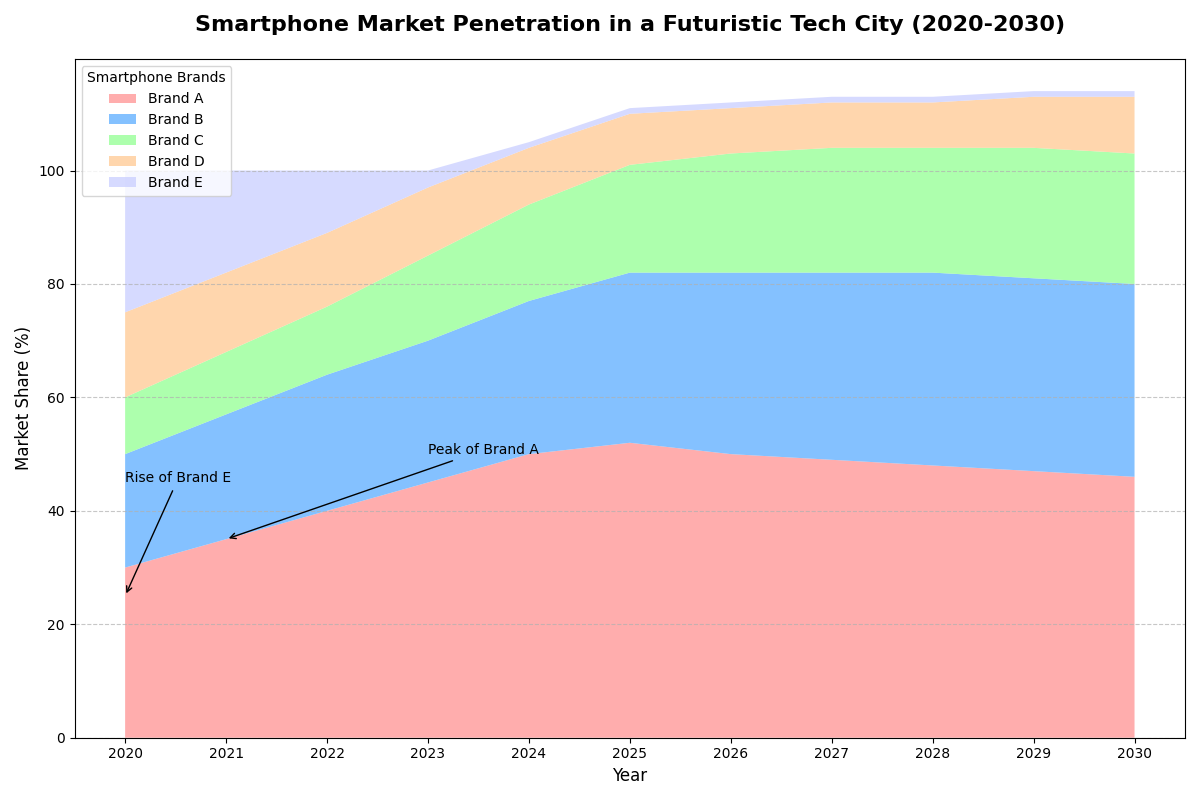 Smartphone Market Penetration in a Futuristic Tech City (2020-2030)
Smartphone Brands
Brand A
Brand B
Brand C
Brand D
Brand E
Market Share (%)
100
80
60
40
20
0
Peak of Brand A
Rise of Brand E
2020 2021 2022 2023 2024 2025 2026 2027 2028 2029 2030
Year